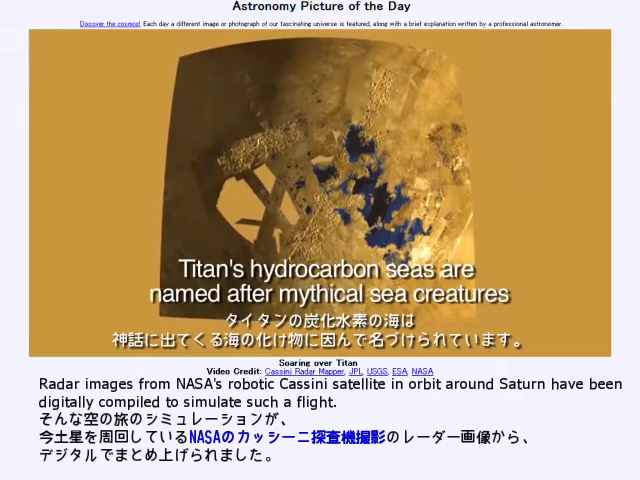 Astronomy Picture of the Day
Discover the cosmos! Each day a different image or photograph of our fascinating universe is featured, along with a brief explanation written by a professional astronomer.
Titan's hydrocarbon seas are
named after mythical sea creatures
タイタンの炭化水素の海は
神話に出てくる海の化け物に因んで名づけられています。
Soaring over Titan
Video Credit: Cassini Radar Mapper, JPL, USGS, ESA, NASA
Radar images from NASA's robotic Cassini satellite in orbit around Saturn have been
digitally compiled to simulate such a flight.
そんな空の旅のシミュレーションが、
今土星を周回しているNASAのカッシーニ探査機撮影のレーダー画像から、
デジタルでまとめ上げられました。